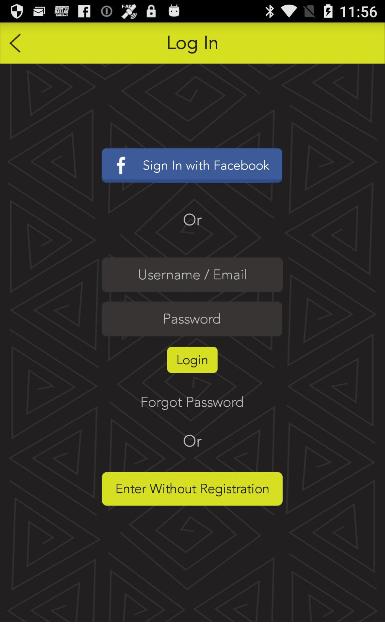 11:56
Log In
f Sign In with Facebook
Or
Username / Email
Password
Login
Forgot Password
Or
Enter Without Registration